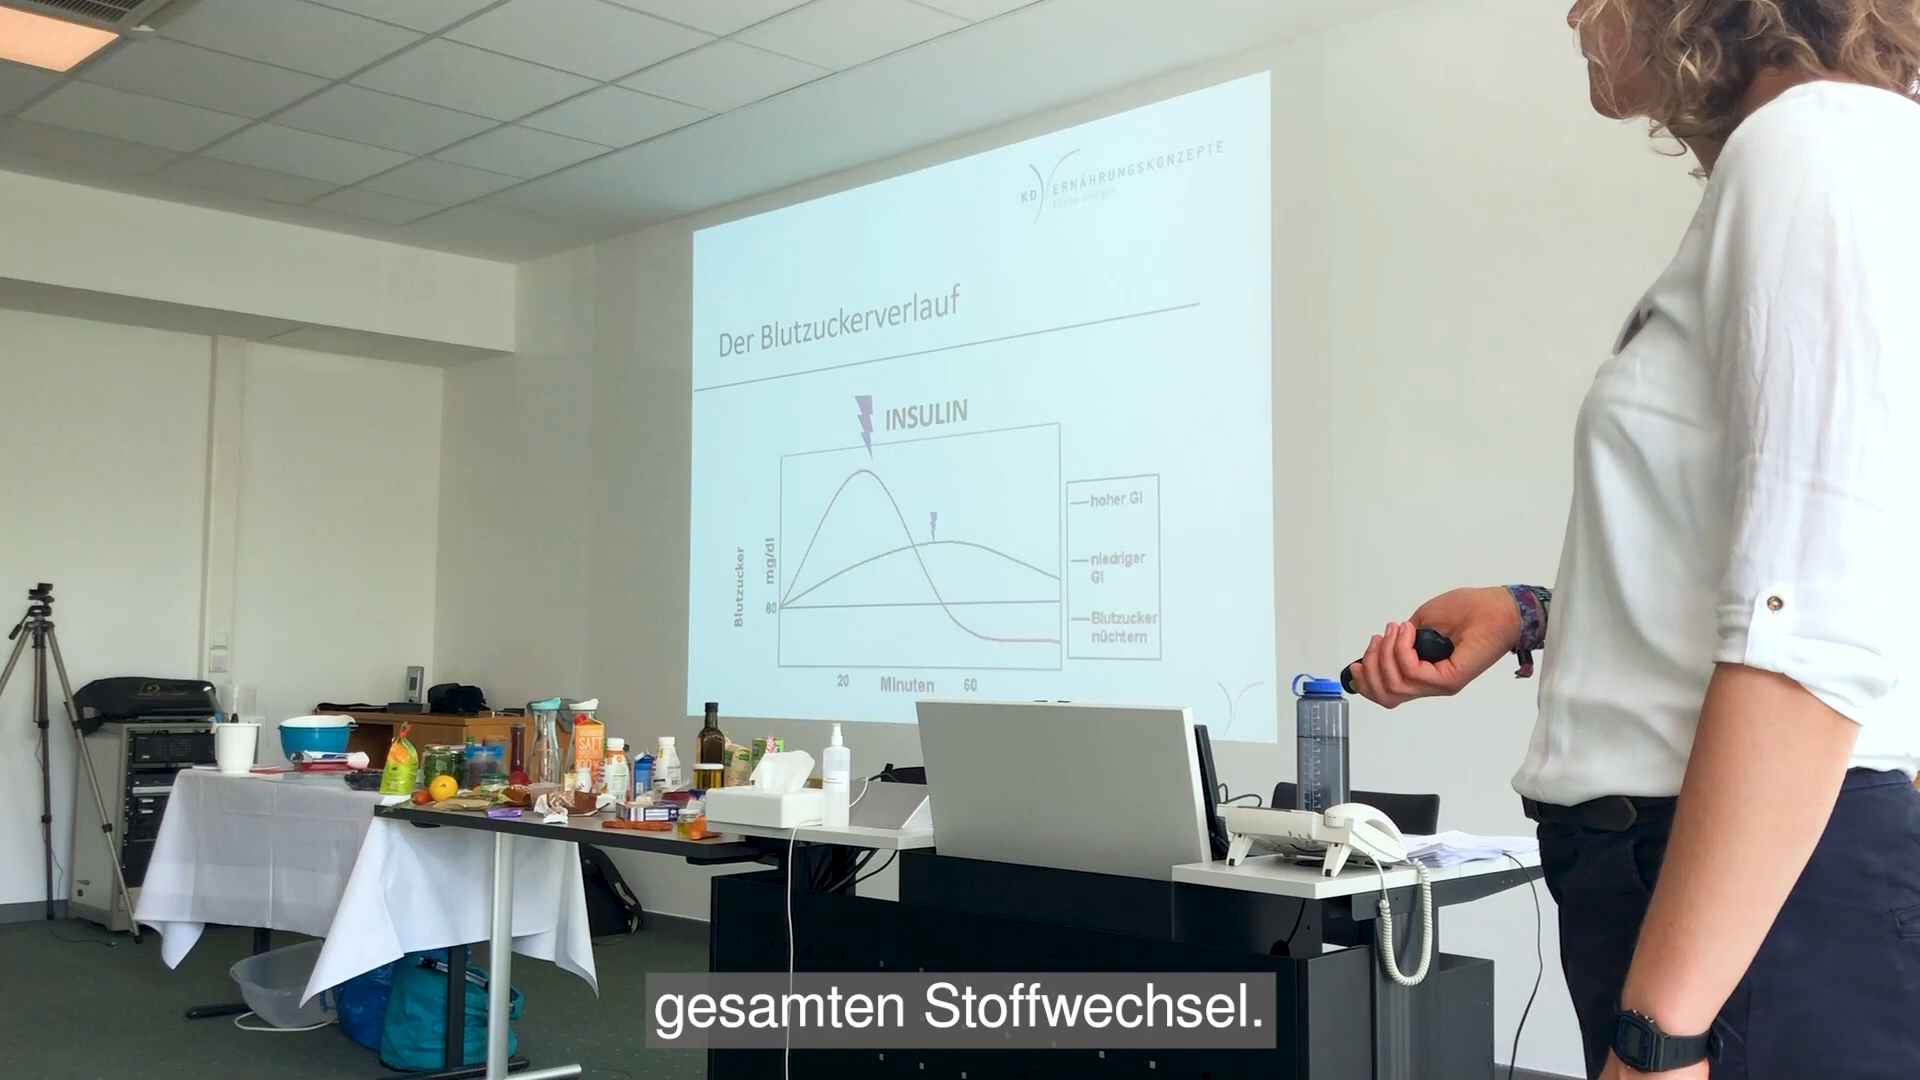 KD ERNÄHRUNGSKONZEPTE
Der Blutzuckerverlauf
INSULIN
hoher GI
niedriger
GI
Blutzucker
nüchtern
Blutzucker
mg/dl
80
20 Minuten 60
SAFT
gesamten Stoffwechsel.